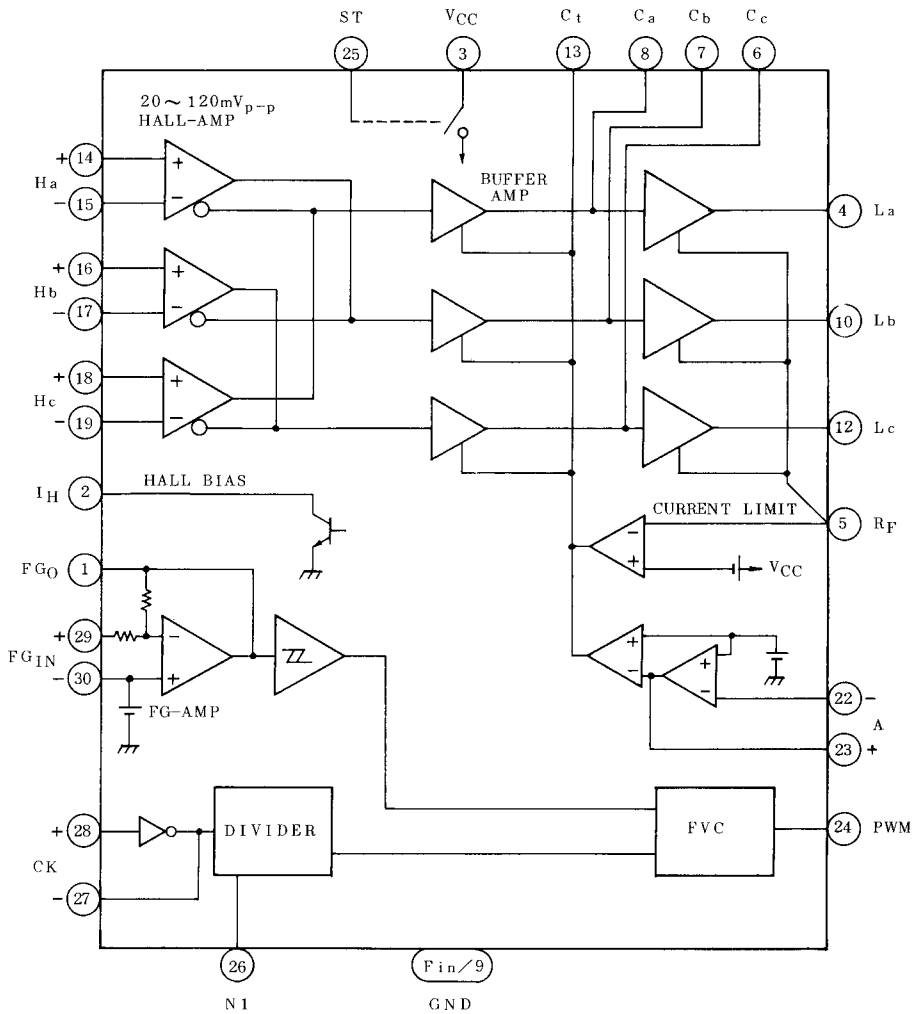 ST VCC Ct Ca Cb Cc
25 3 13 8 7 6
20～120mVp-p
HALL-AMP
+ 14 +
Ha
- 15 -
BUFFER
AMP
4 La
+ 16 +
Hb
- 17 -
10 Lb
+ 18 +
Hc
- 19 -
12 Lc
IH 2 HALL BIAS
CURRENT LIMIT
- 5 RF
+ VCC
FGO 1
+ 29 -
FGIN
- 30 +
FG-AMP
+
-
+
-
22 -
A
23 +
+ 28 DIVIDER FVC 24 PWM
CK
- 27
26 Fin/9
N1 GND